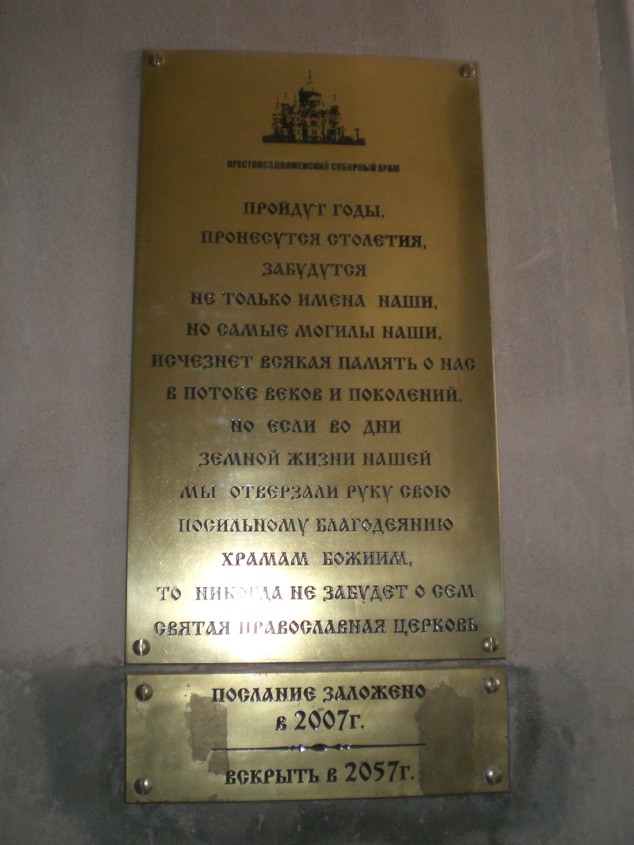 КРЕСТОВОЗДВИЖЕНСКИЙ СОБОРНЫЙ ХРАМ
ПРОЙДУТ ГОДЫ,
ПРОНЕСУТСЯ СТОЛЕТИЯ,
ЗАБУДУТСЯ
НЕ ТОЛЬКО ИМЕНА НАШИ,
НО САМЫЕ МОГИЛЫ НАШИ,
ИСЧЕЗНЕТ ВСЯКАЯ ПАМЯТЬ О НАС
В ПОТОКЕ ВЕКОВ И ПОКОЛЕНИЙ.
НО ЕСЛИ ВО ДНИ
ЗЕМНОЙ ЖИЗНИ НАШЕЙ
МЫ ОТВЕРЗАЛИ РУКУ СВОЮ
ПОСИЛЬНОМУ БЛАГОДЕЯНИЮ
ХРАМАМ БОЖИИМ,
ТО НИКОГДА НЕ ЗАБУДЕТ О СЕМ
СВЯТАЯ ПРАВОСЛАВНАЯ ЦЕРКОВЬ
ПОСЛАНИЕ ЗАЛОЖЕНО
В 2007г.
ВСКРЫТЬ В 2057г.